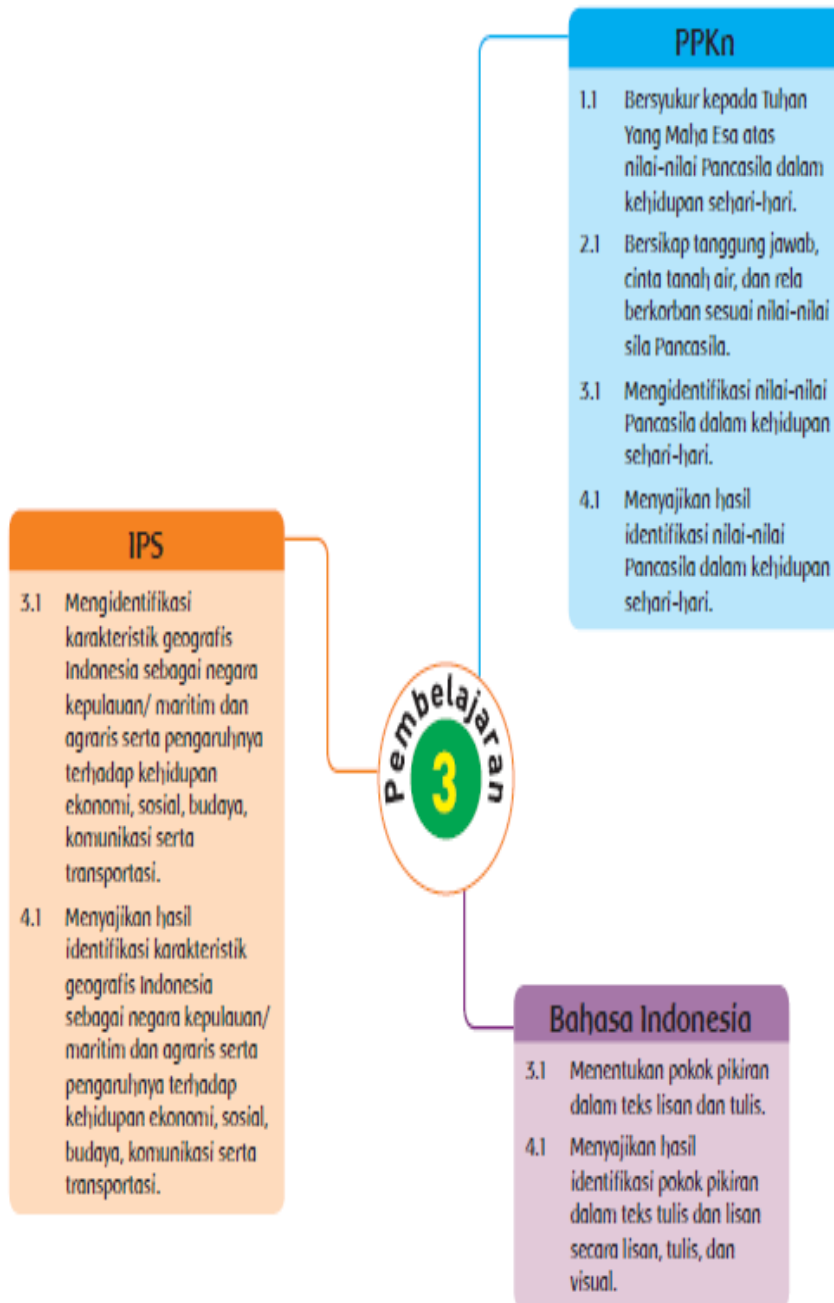 PPKn
1.1 Bersyukur kepada Tuhan
Yang Maha Esa atas
nilai-nilai Pancasila dalam
kehidupan sehari-hari.
2.1 Bersikap tanggung jawab,
cinta tanah air, dan rela
berkorban sesuai nilai-nilai
sila Pancasila.
3.1 Mengidentifikasi nilai-nilai
Pancasila dalam kehidupan
sehari-hari.
4.1 Menyajikan hasil
identifikasi nilai-nilai
Pancasila dalam kehidupan
sehari-hari.
IPS
3.1 Mengidentifikasi
karakteristik geografis
Indonesia sebagai negara
kepulauan/ maritim dan
agraris serta pengaruhnya
terhadap kehidupan
ekonomi, sosial, budaya,
komunikasi serta
transportasi.
4.1 Menyajikan hasil
identifikasi karakteristik
geografis Indonesia
sebagai negara kepulauan/
maritim dan agraris serta
pengaruhnya terhadap
kehidupan ekonomi, sosial,
budaya, komunikasi serta
transportasi.
Pembelajaran
3
Bahasa Indonesia
3.1 Menentukan pokok pikiran
dalam teks lisan dan tulis.
4.1 Menyajikan hasil
identifikasi pokok pikiran
dalam teks tulis dan lisan
secara lisan, tulis, dan
visual.